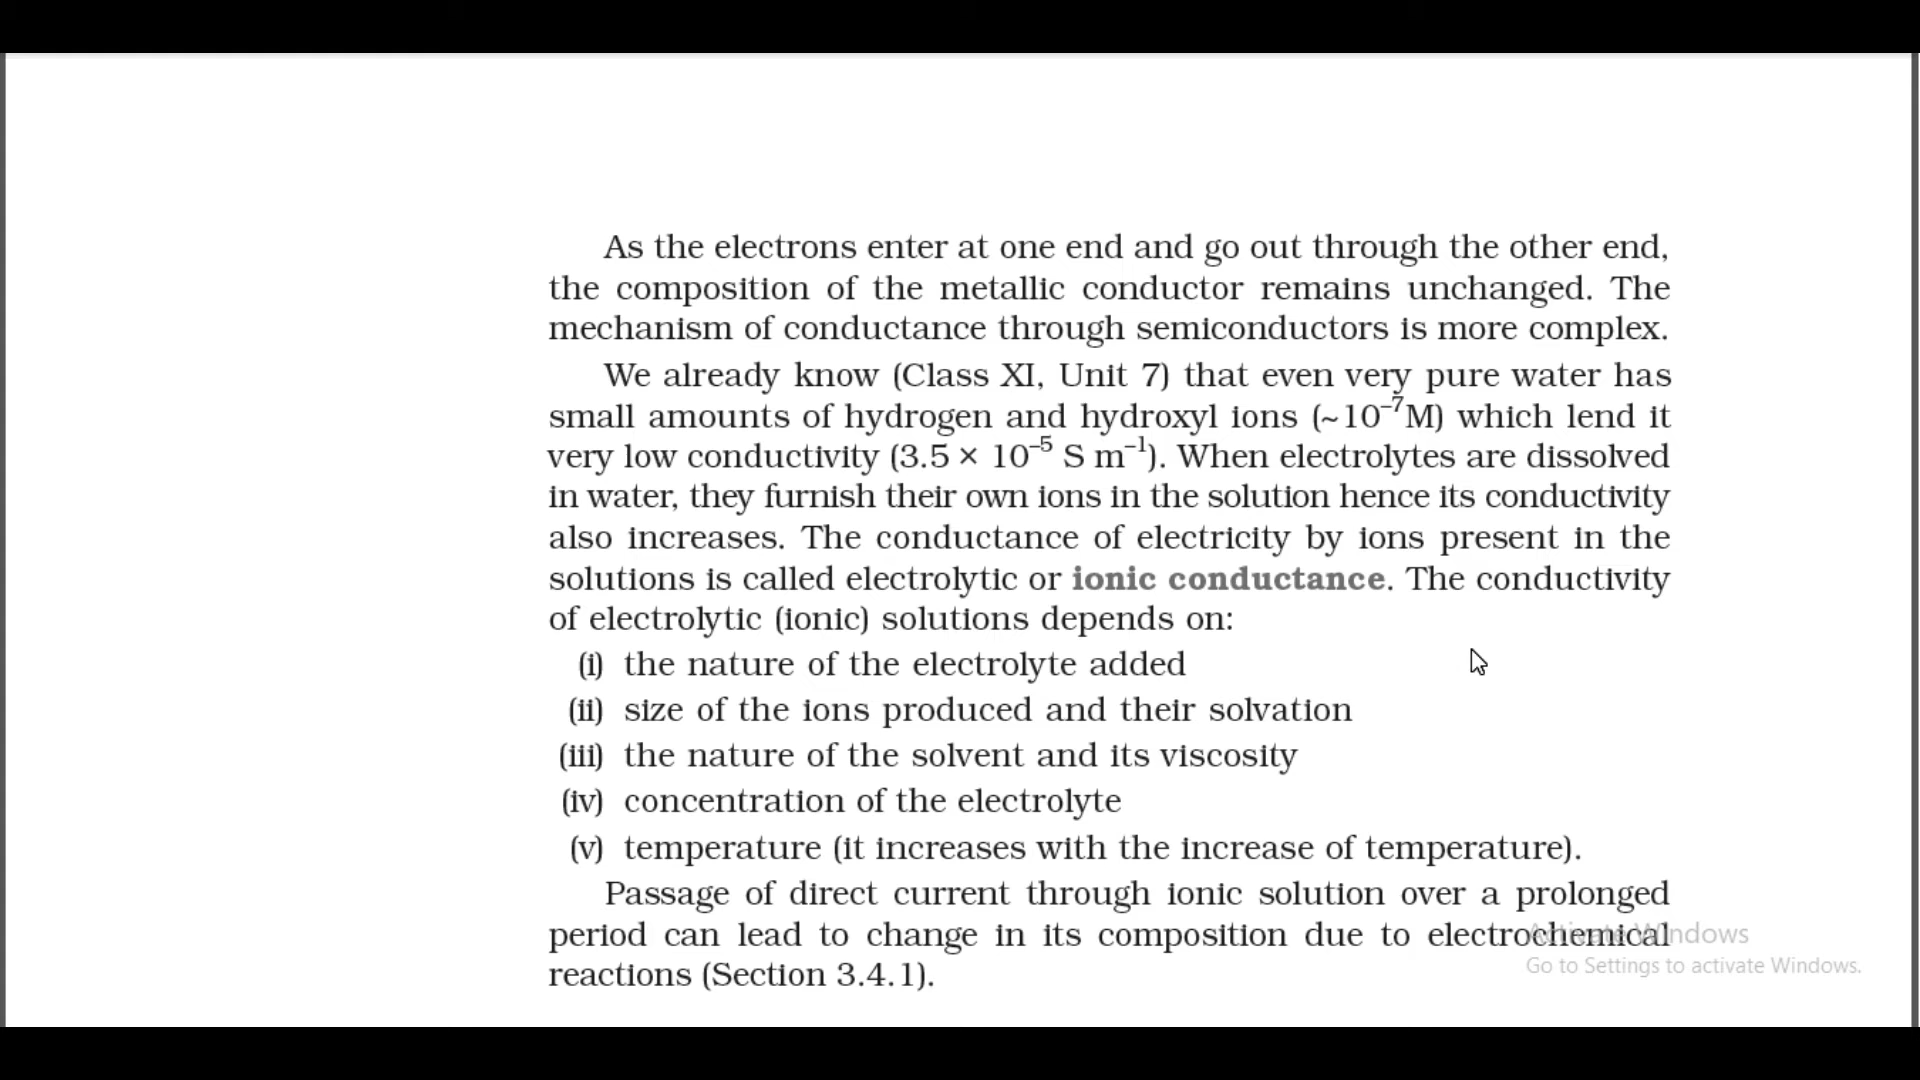 As the electrons enter at one end and go out through the other end,
the composition of the metallic conductor remains unchanged. The
mechanism of conductance through semiconductors is more complex.
We already know (Class XI, Unit 7) that even very pure water has
small amounts of hydrogen and hydroxyl ions (~10⁻⁷M) which lend it
very low conductivity (3.5 × 10⁻⁵ S m⁻¹). When electrolytes are dissolved
in water, they furnish their own ions in the solution hence its conductivity
also increases. The conductance of electricity by ions present in the
solutions is called electrolytic or ionic conductance. The conductivity
of electrolytic (ionic) solutions depends on:
(i) the nature of the electrolyte added
(ii) size of the ions produced and their solvation
(iii) the nature of the solvent and its viscosity
(iv) concentration of the electrolyte
(v) temperature (it increases with the increase of temperature).
Passage of direct current through ionic solution over a prolonged
period can lead to change in its composition due to electrochemical
reactions (Section 3.4.1).
Activate Windows
Go to Settings to activate Windows.